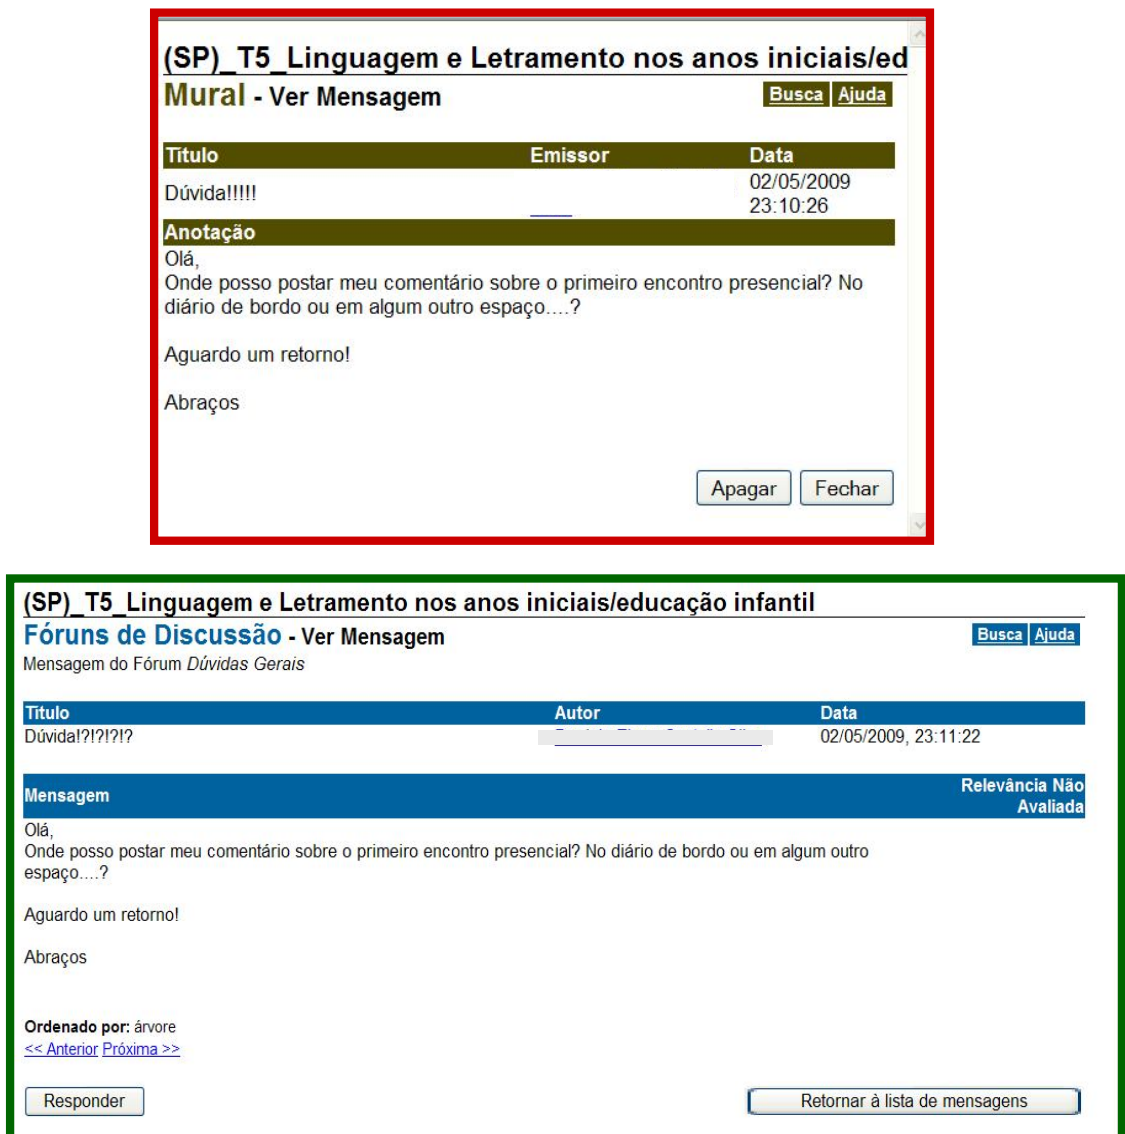 (SP)_T5_Linguagem e Letramento nos anos iniciais/ed
Mural - Ver Mensagem
Busca Ajuda
Título Emissor Data
Dúvida!!!!! 02/05/2009
23:10:26
Anotação
Olá,
Onde posso postar meu comentário sobre o primeiro encontro presencial? No
diário de bordo ou em algum outro espaço....?
Aguardo um retorno!
Abraços
Apagar Fechar
(SP)_T5_Linguagem e Letramento nos anos iniciais/educação infantil
Fóruns de Discussão - Ver Mensagem
Busca Ajuda
Mensagem do Fórum Dúvidas Gerais
Título Autor Data
Dúvida!?!?!?!? 02/05/2009, 23:11:22
Mensagem Relevância Não
Avaliada
Olá,
Onde posso postar meu comentário sobre o primeiro encontro presencial? No diário de bordo ou em algum outro
espaço....?
Aguardo um retorno!
Abraços
Ordenado por: árvore
<< Anterior Próxima >>
Responder Retornar à lista de mensagens